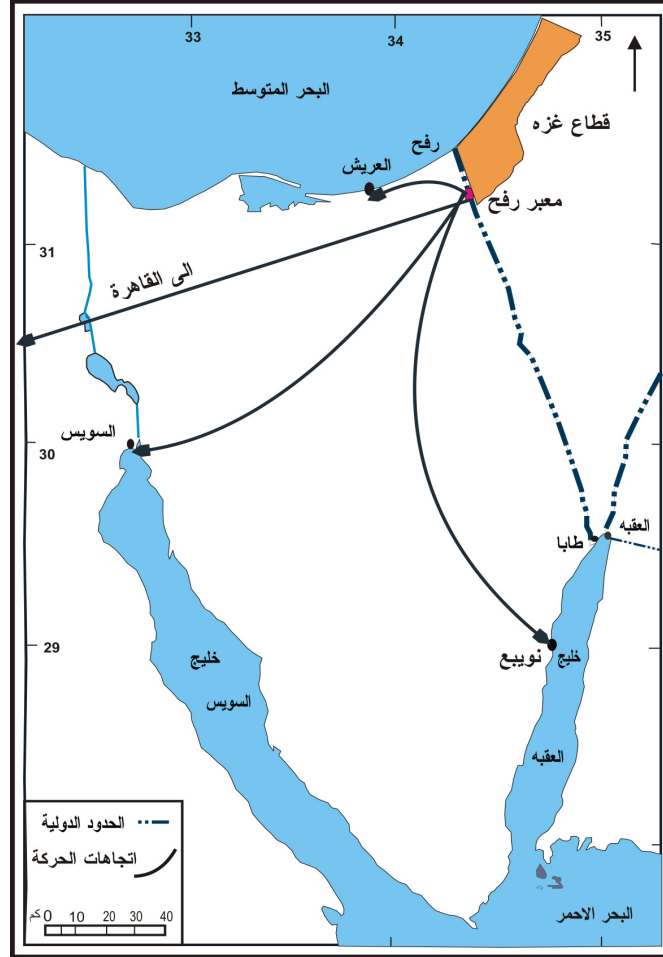 33
34
35
البحر المتوسط
قطاع غزه
رفح
العريش
معبر رفح
31
الى القاهرة
السويس
30
العقبه
طابا
29
نويبع
خليج
خليج
السويس
العقبه
الحدود الدولية
اتجاهات الحركة
كم 0 10 20 30 40
البحر الاحمر